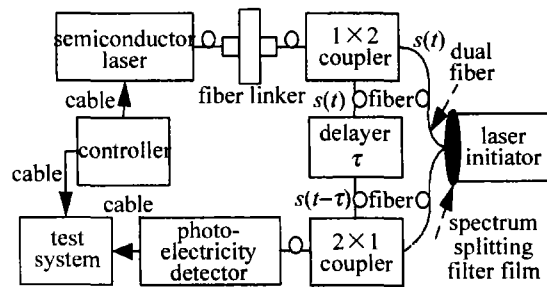 semiconductor
laser
fiber linker
1×2
coupler
s(t)
dual
fiber
cable
s(t)
fiber
controller
delayer
τ
laser
initiator
cable
cable
s(t-τ)
fiber
test
system
photo-
electricity
detector
2×1
coupler
spectrum
splitting
filter film